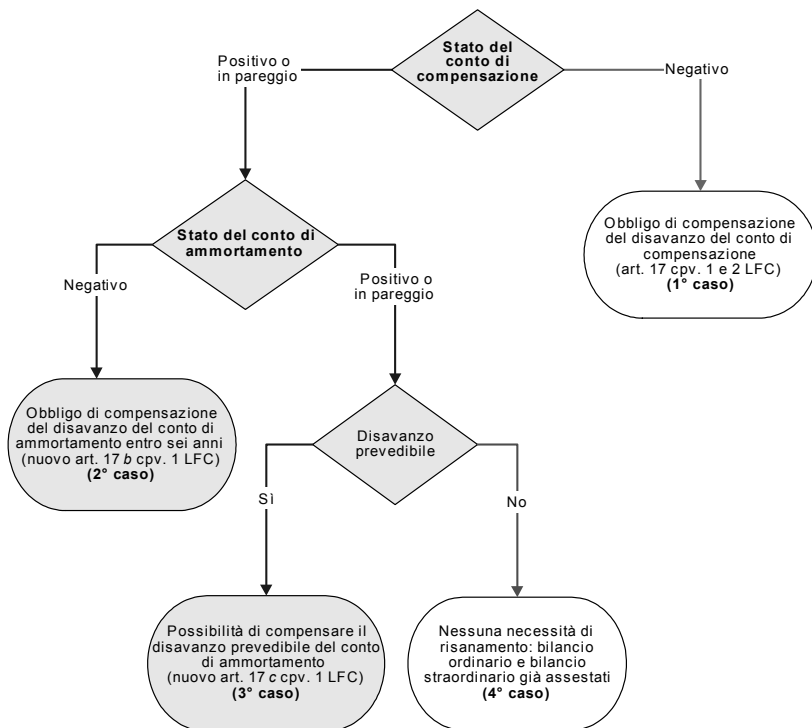 Stato del
conto di
compensazione
Positivo o
in pareggio
Negativo
Stato del conto di
ammortamento
Obbligo di compensazione
del disavanzo del conto di
compensazione
(art. 17 cpv. 1 e 2 LFC)
(1° caso)
Negativo
Positivo o
in pareggio
Obbligo di compensazione
del disavanzo del conto di
ammortamento entro sei anni
(nuovo art. 17 b cpv. 1 LFC)
(2° caso)
Disavanzo
prevedibile
Sì
No
Possibilità di compensare il
disavanzo prevedibile del conto
di ammortamento
(nuovo art. 17 c cpv. 1 LFC)
(3° caso)
Nessuna necessità di
risanamento: bilancio
ordinario e bilancio
straordinario già assestati
(4° caso)